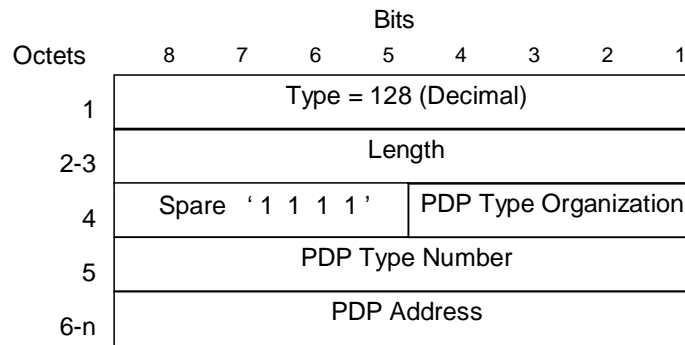 Bits
Octets 8 7 6 5 4 3 2 1
1 Type = 128 (Decimal)
2-3 Length
4 Spare ‘ 1 1 1 1 ’ PDP Type Organization
5 PDP Type Number
6-n PDP Address